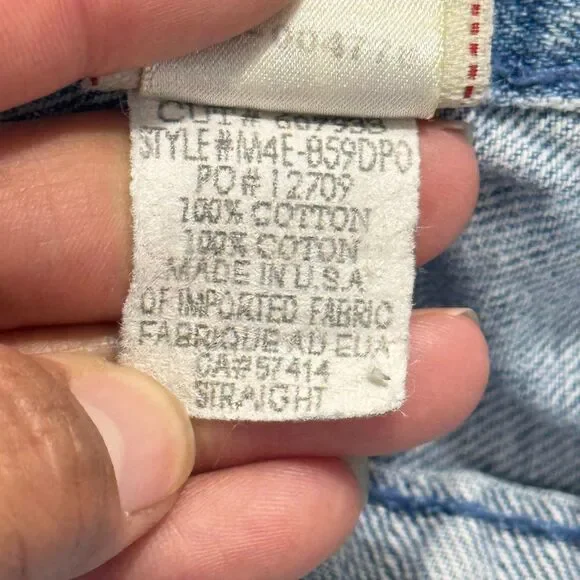 STYLE#M4E-859DPO
PO#12709
100% COTTON
100% COTON
MADE IN U.S.A
OF IMPORTED FABRIC
FABRIQUE AU EUA
CA#57414
STRAIGHT